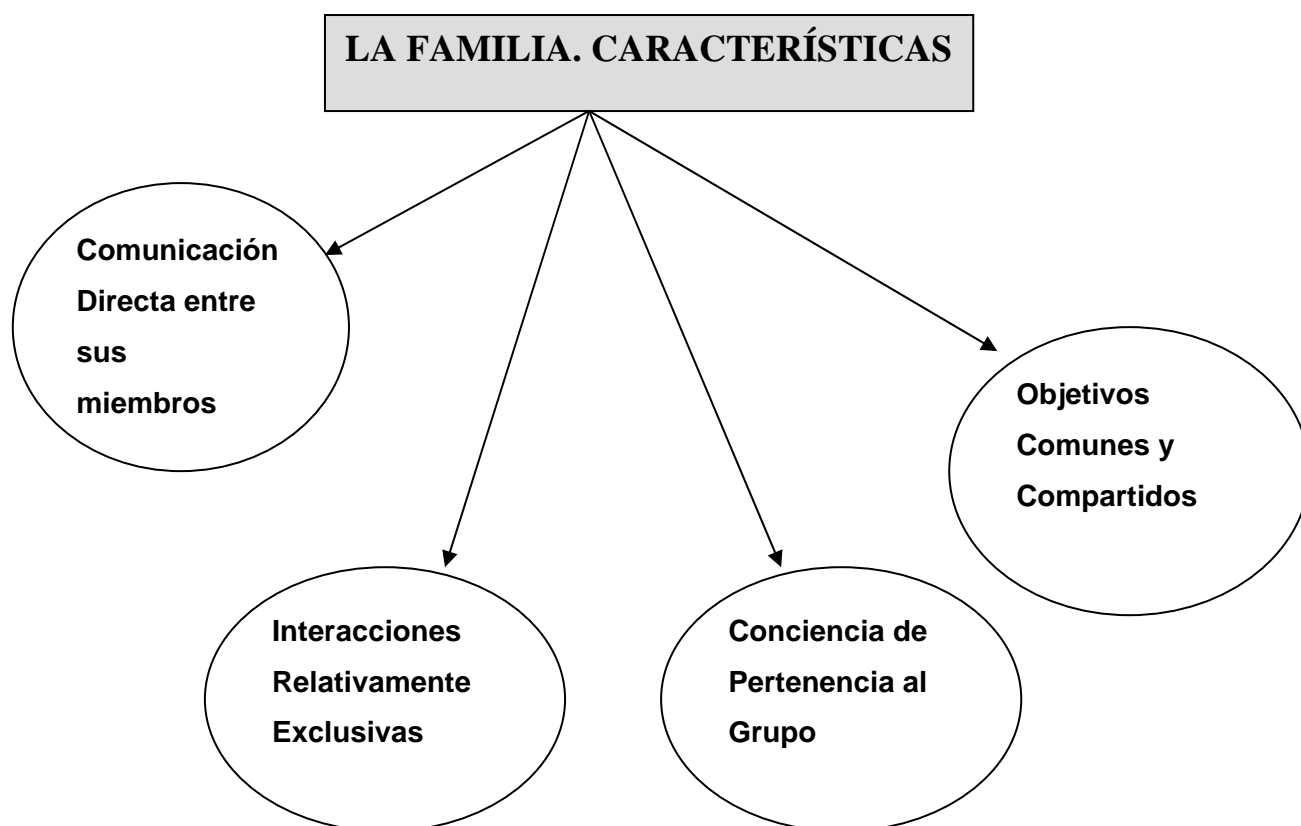 LA FAMILIA. CARACTERÍSTICAS
Comunicación
Directa entre
sus
miembros
Objetivos
Comunes y
Compartidos
Interacciones
Relativamente
Exclusivas
Conciencia de
Pertenencia al
Grupo